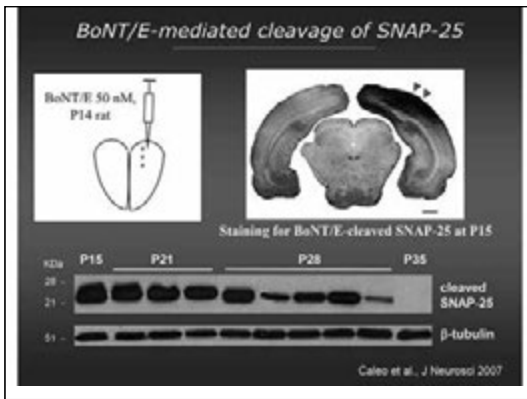 BoNT/E-mediated cleavage of SNAP-25
BoNT/E 50 nM,
P14 rat
Staining for BoNT/E-cleaved SNAP-25 at P15
P15 P21 P28 P35
KDa
28 -
21 -
cleaved
SNAP-25
51 -
β-tubulin
Caleo et al., J Neurosci 2007